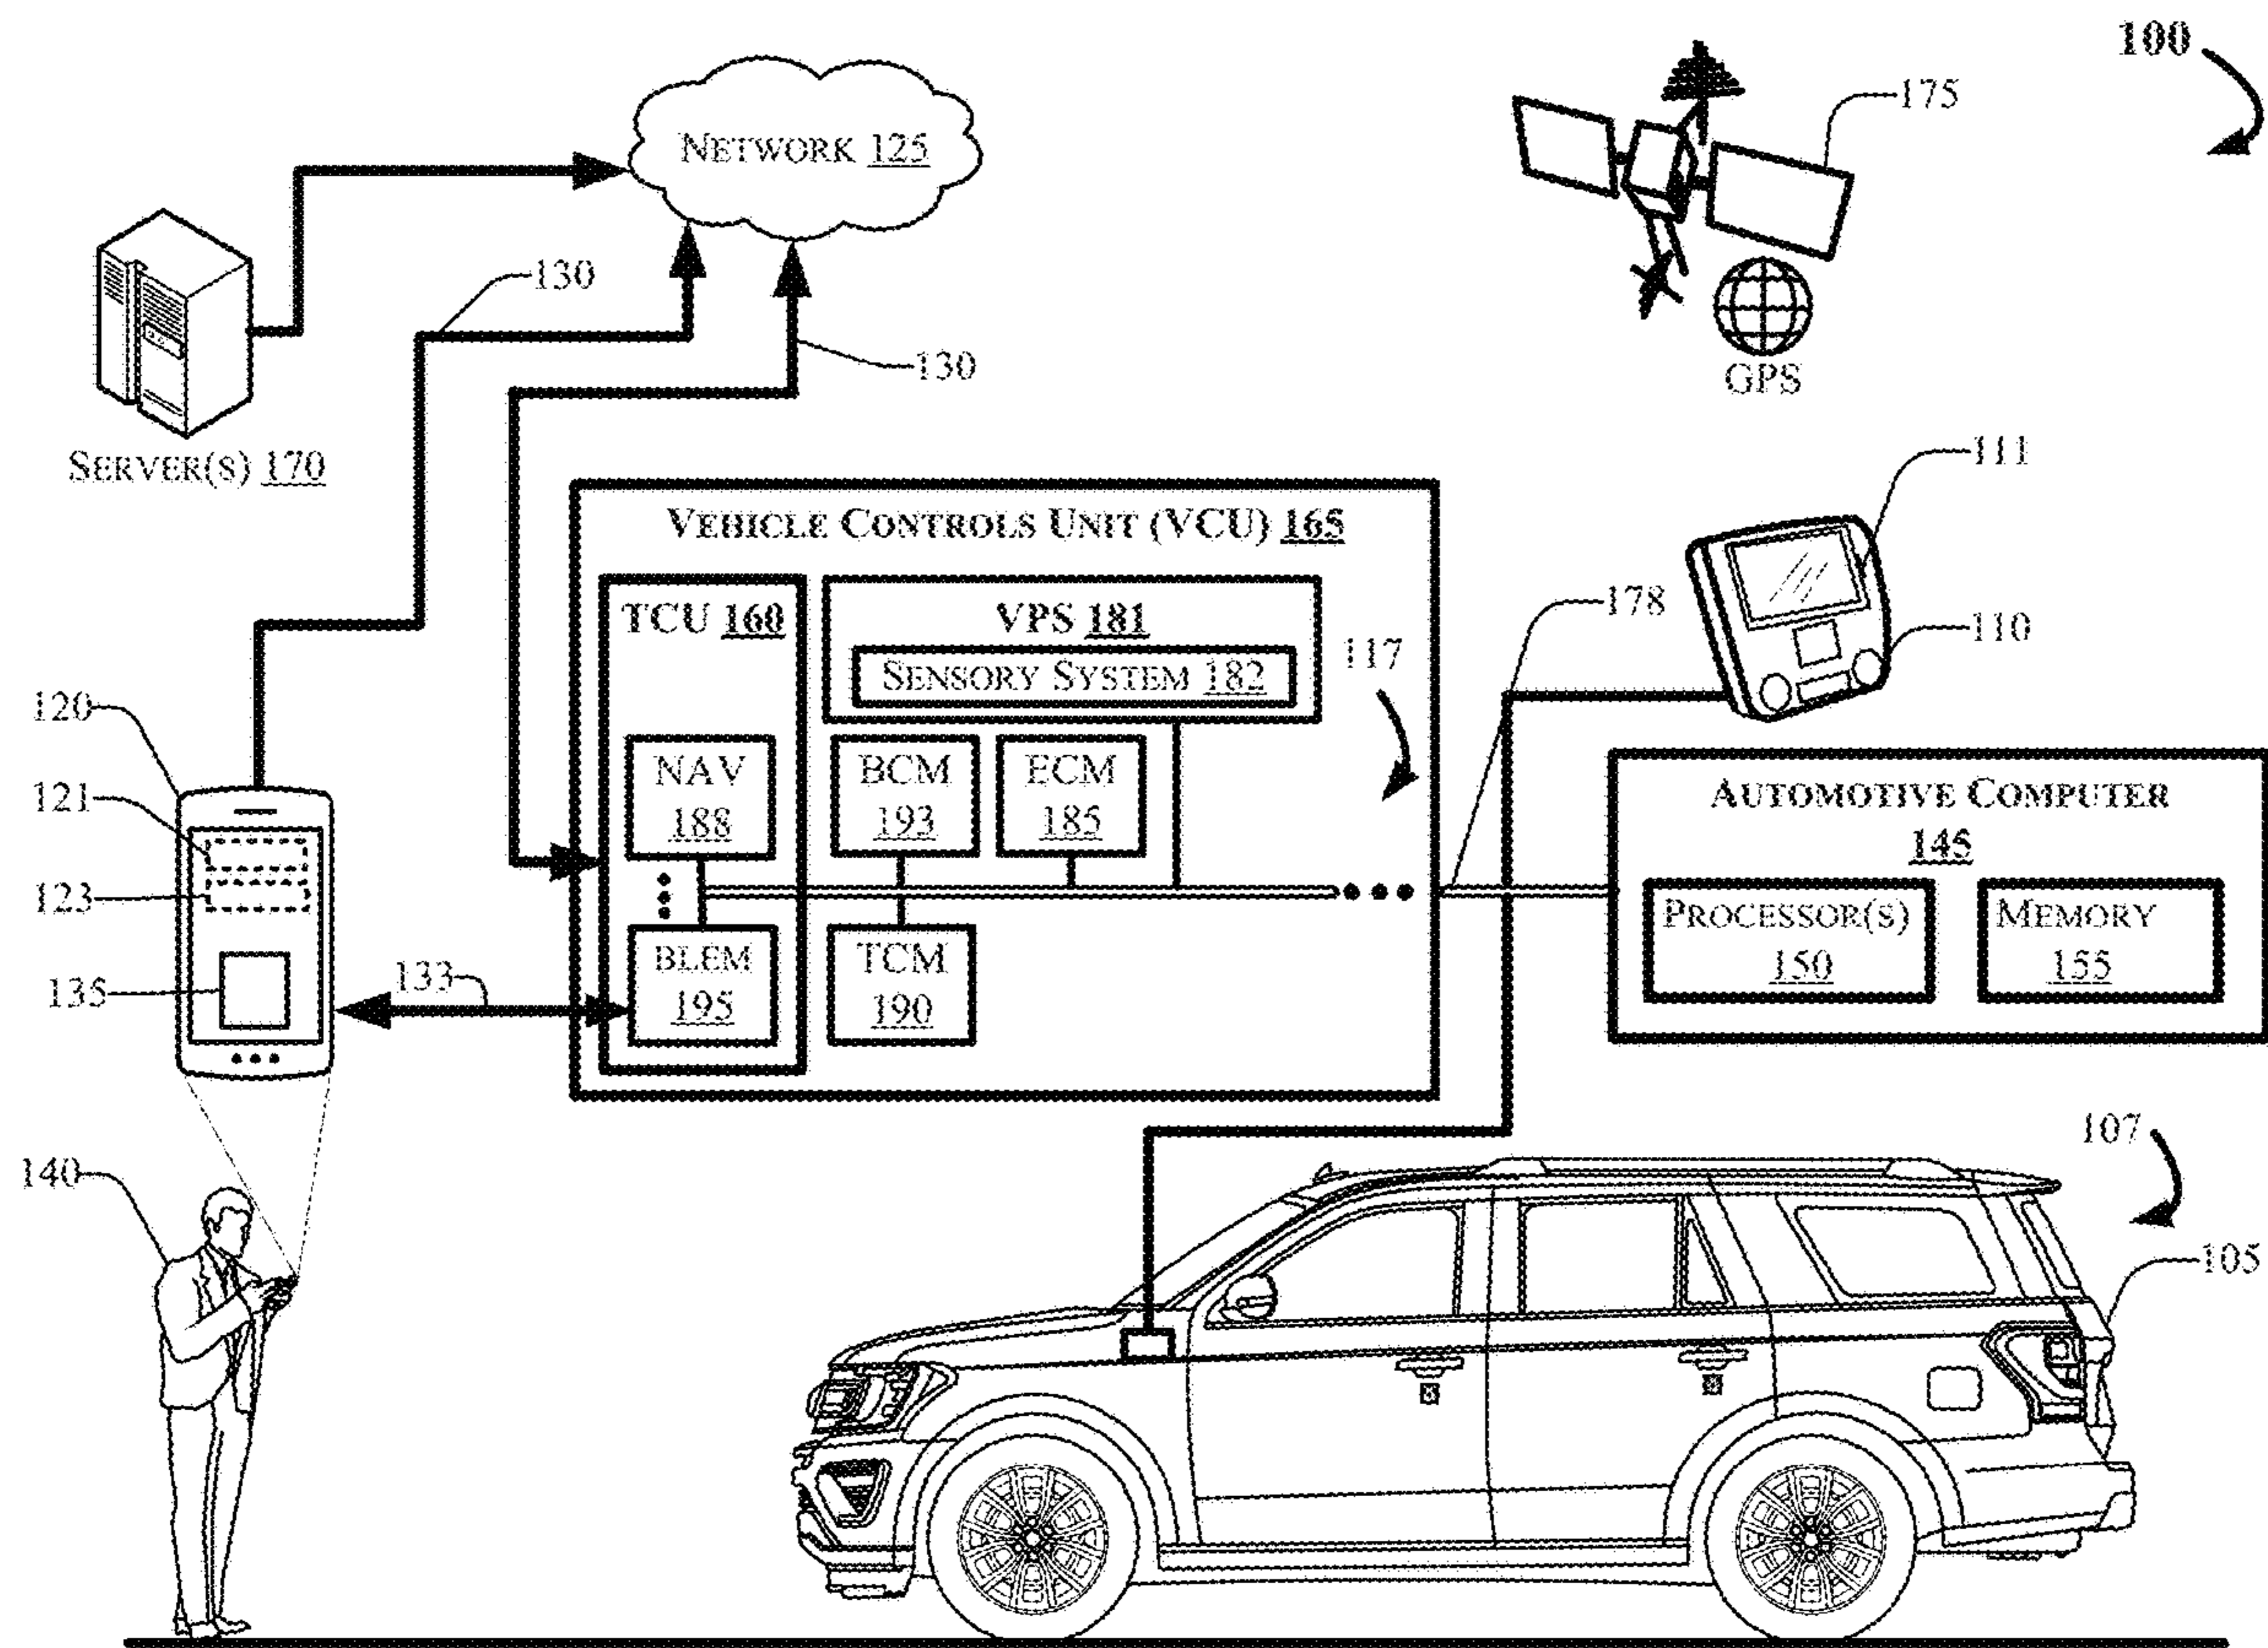 100
175
NETWORK 125
130
130
GPS
SERVER(S) 170
111
VEHICLE CONTROLS UNIT (VCU) 165
178
110
TCU 160
VPS 181
117
SENSORY SYSTEM 182
120
121
123
135
NAV
188
BCM
193
ECM
185
AUTOMOTIVE COMPUTER
145
PROCESSOR(S)
150
MEMORY
155
133
BLEM
195
TCM
190
107
140
105